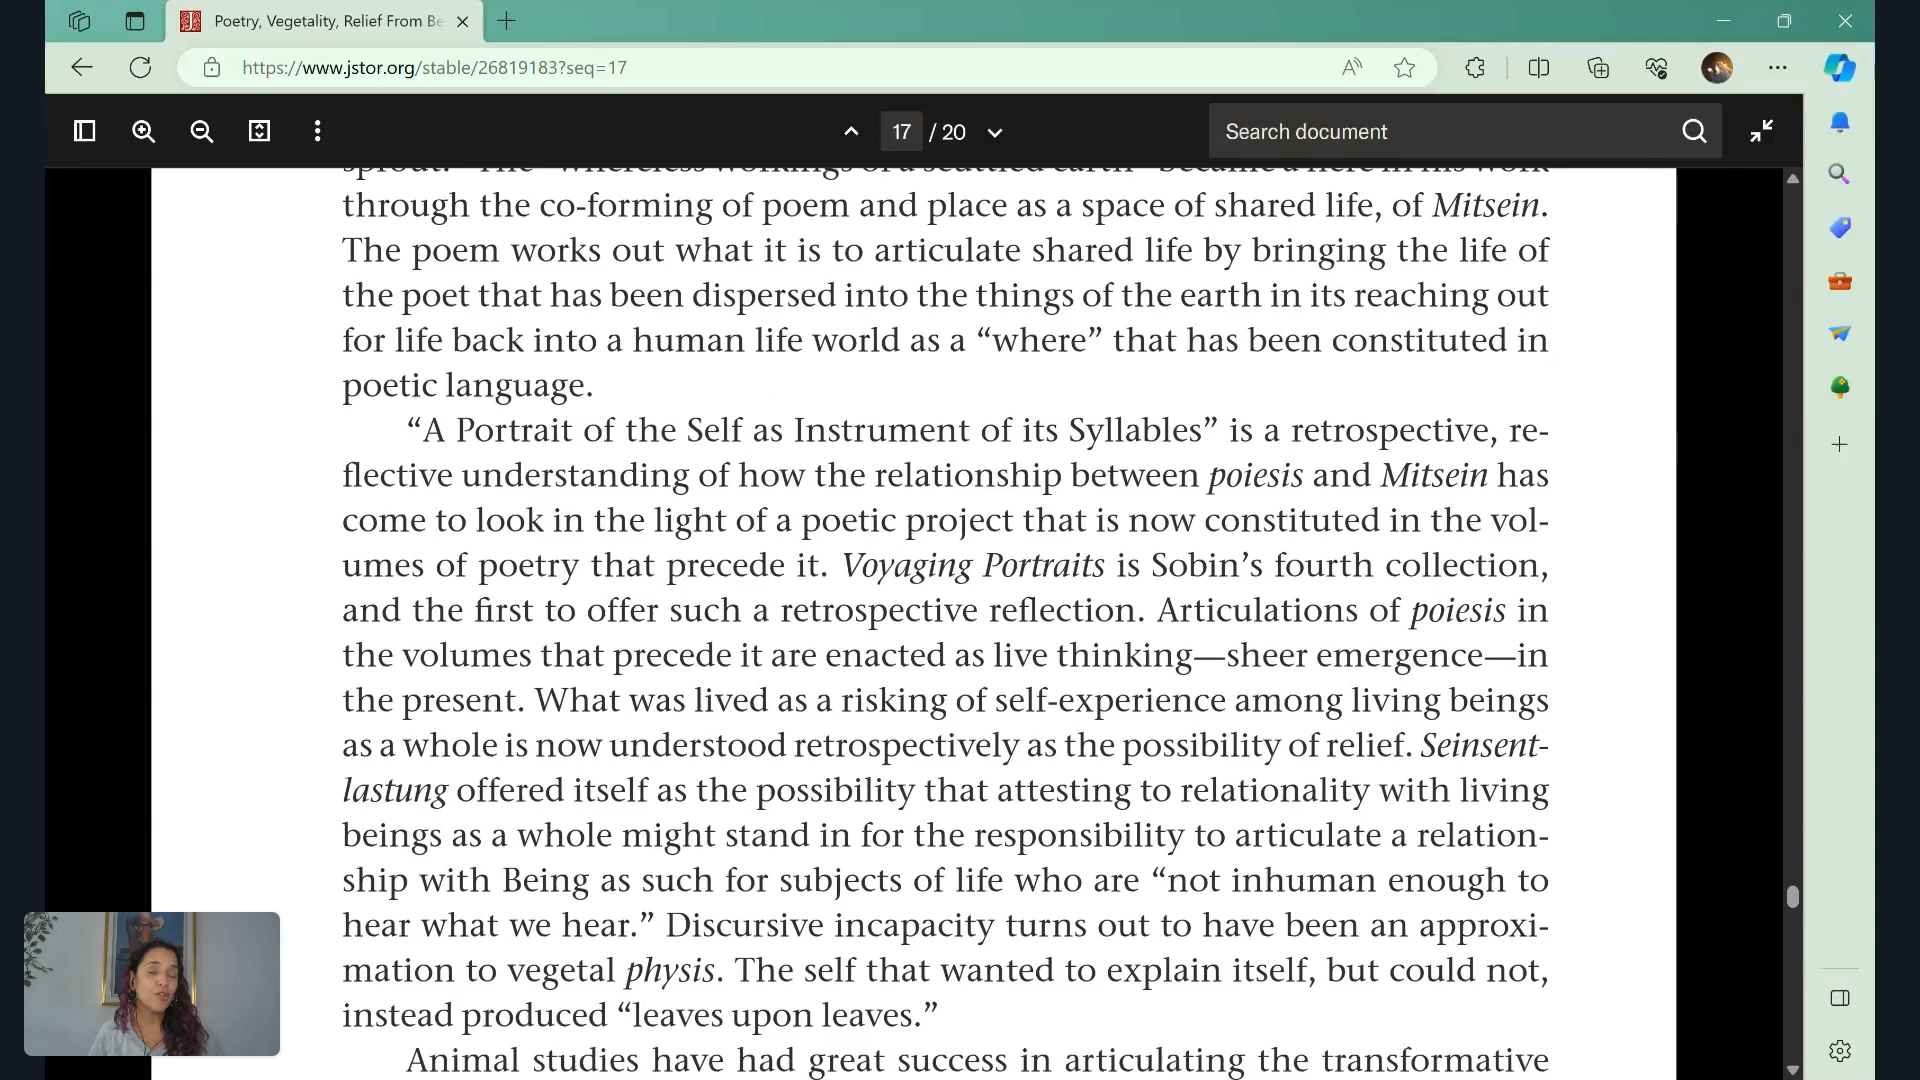 Poetry, Vegetality, Relief From Be
https://www.jstor.org/stable/26819183?seq=17
17 / 20
Search document
sprout.” The “whereless workings of a scuttled earth” became a here in his work
through the co-forming of poem and place as a space of shared life, of Mitsein.
The poem works out what it is to articulate shared life by bringing the life of
the poet that has been dispersed into the things of the earth in its reaching out
for life back into a human life world as a “where” that has been constituted in
poetic language.
“A Portrait of the Self as Instrument of its Syllables” is a retrospective, re-
flective understanding of how the relationship between poiesis and Mitsein has
come to look in the light of a poetic project that is now constituted in the vol-
umes of poetry that precede it. Voyaging Portraits is Sobin’s fourth collection,
and the first to offer such a retrospective reflection. Articulations of poiesis in
the volumes that precede it are enacted as live thinking—sheer emergence—in
the present. What was lived as a risking of self-experience among living beings
as a whole is now understood retrospectively as the possibility of relief. Seinsent-
lastung offered itself as the possibility that attesting to relationality with living
beings as a whole might stand in for the responsibility to articulate a relation-
ship with Being as such for subjects of life who are “not inhuman enough to
hear what we hear.” Discursive incapacity turns out to have been an approxi-
mation to vegetal physis. The self that wanted to explain itself, but could not,
instead produced “leaves upon leaves.”
Animal studies have had great success in articulating the transformative